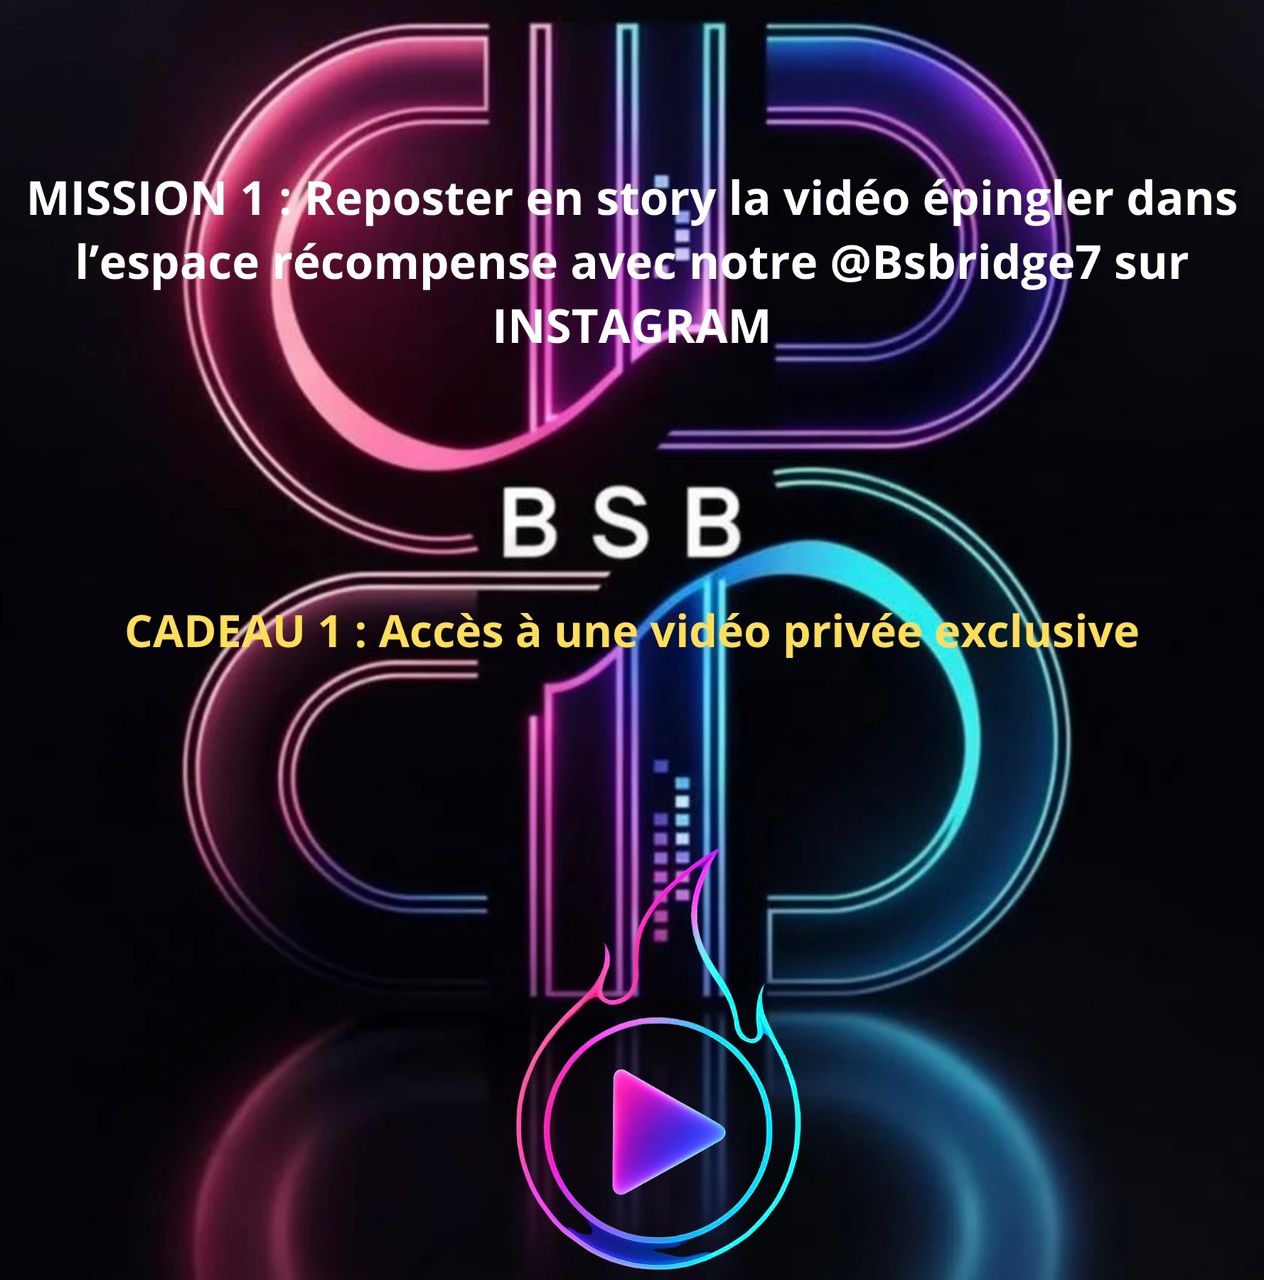 MISSION 1 : Reposter en story la vidéo épingler dans
l’espace récompense avec notre @Bsbridge7 sur
INSTAGRAM
BSB
CADEAU 1 : Accès à une vidéo privée exclusive